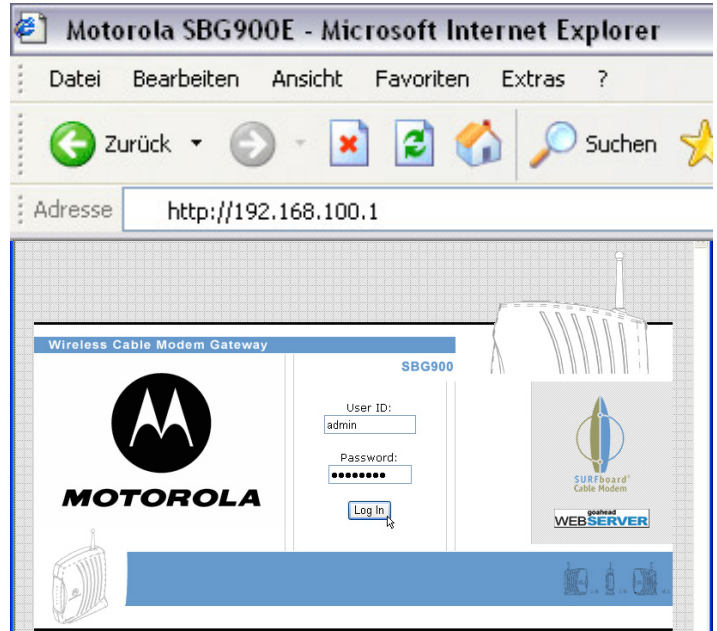 Motorola SBG900E - Microsoft Internet Explorer
Datei Bearbeiten Ansicht Favoriten Extras ?
Zurück Suchen
Adresse http://192.168.100.1
Wireless Cable Modem Gateway
SBG900
User ID:
admin
Password:
••••••••
Log In
MOTOROLA
SURFboard®
Cable Modem
goahead
WEBSERVER